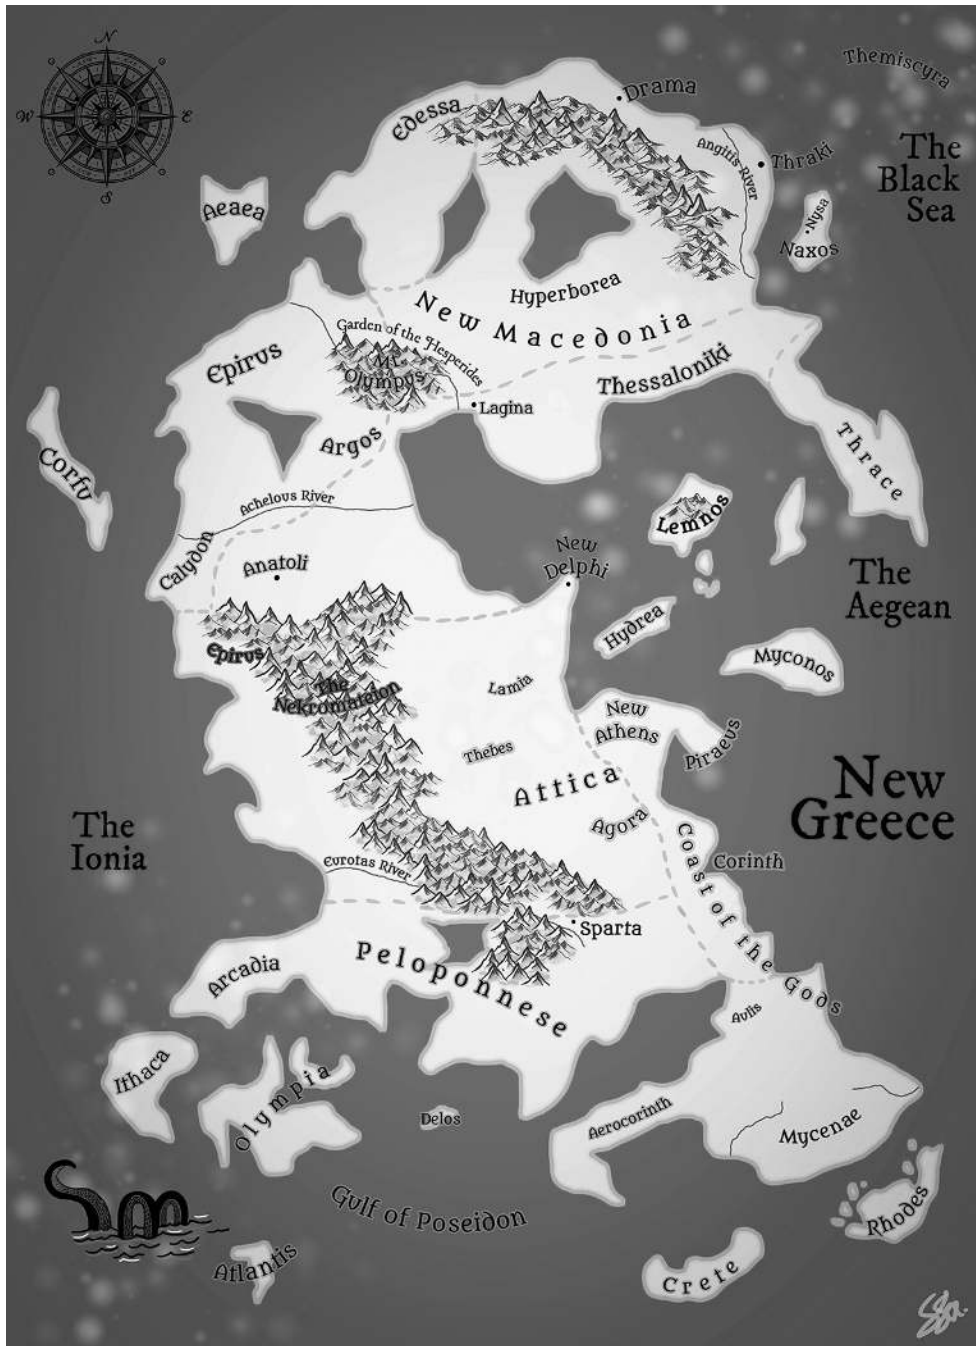 N
W
E
S
Themiscyra
Edessa
Drama
Angitis River
Thraki
The
Black
Sea
Aeaea
Nysa
Naxos
Hyperborea
New Macedonia
Garden of the Hesperides
Mt.
Olympus
Epirus
Thessaloniki
Lagina
Argos
Thrace
Corfu
Achelous River
Lemnos
Calydon
Anatoli
New
Delphi
The
Aegean
Hydrea
Epirus
The
Nekromateion
Lamia
Myconos
New
Athens
Piraeus
Thebes
Attica
New
Greece
Agora
The
Ionia
Coast of the Gods
Corinth
Eurotas River
Sparta
Peloponnese
Arcadia
Aulis
Ithaca
Olympia
Delos
Aerocorinth
Mycenae
Gulf of Poseidon
Rhodes
Atlantis
Crete